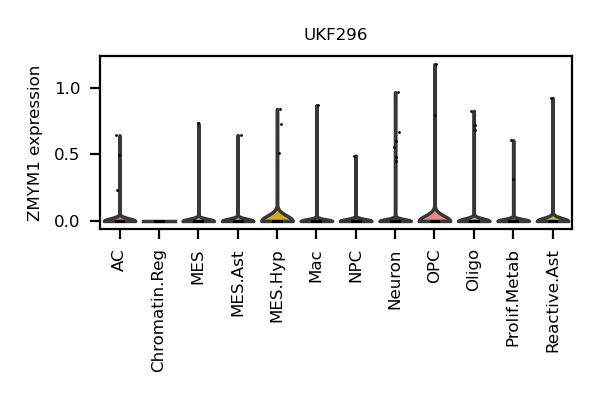 UKF296
ZMYM1 expression
1.0
0.5
0.0
AC
Chromatin.Reg
MES
MES.Ast
MES.Hyp
Mac
NPC
Neuron
OPC
Oligo
Prolif.Metab
Reactive.Ast